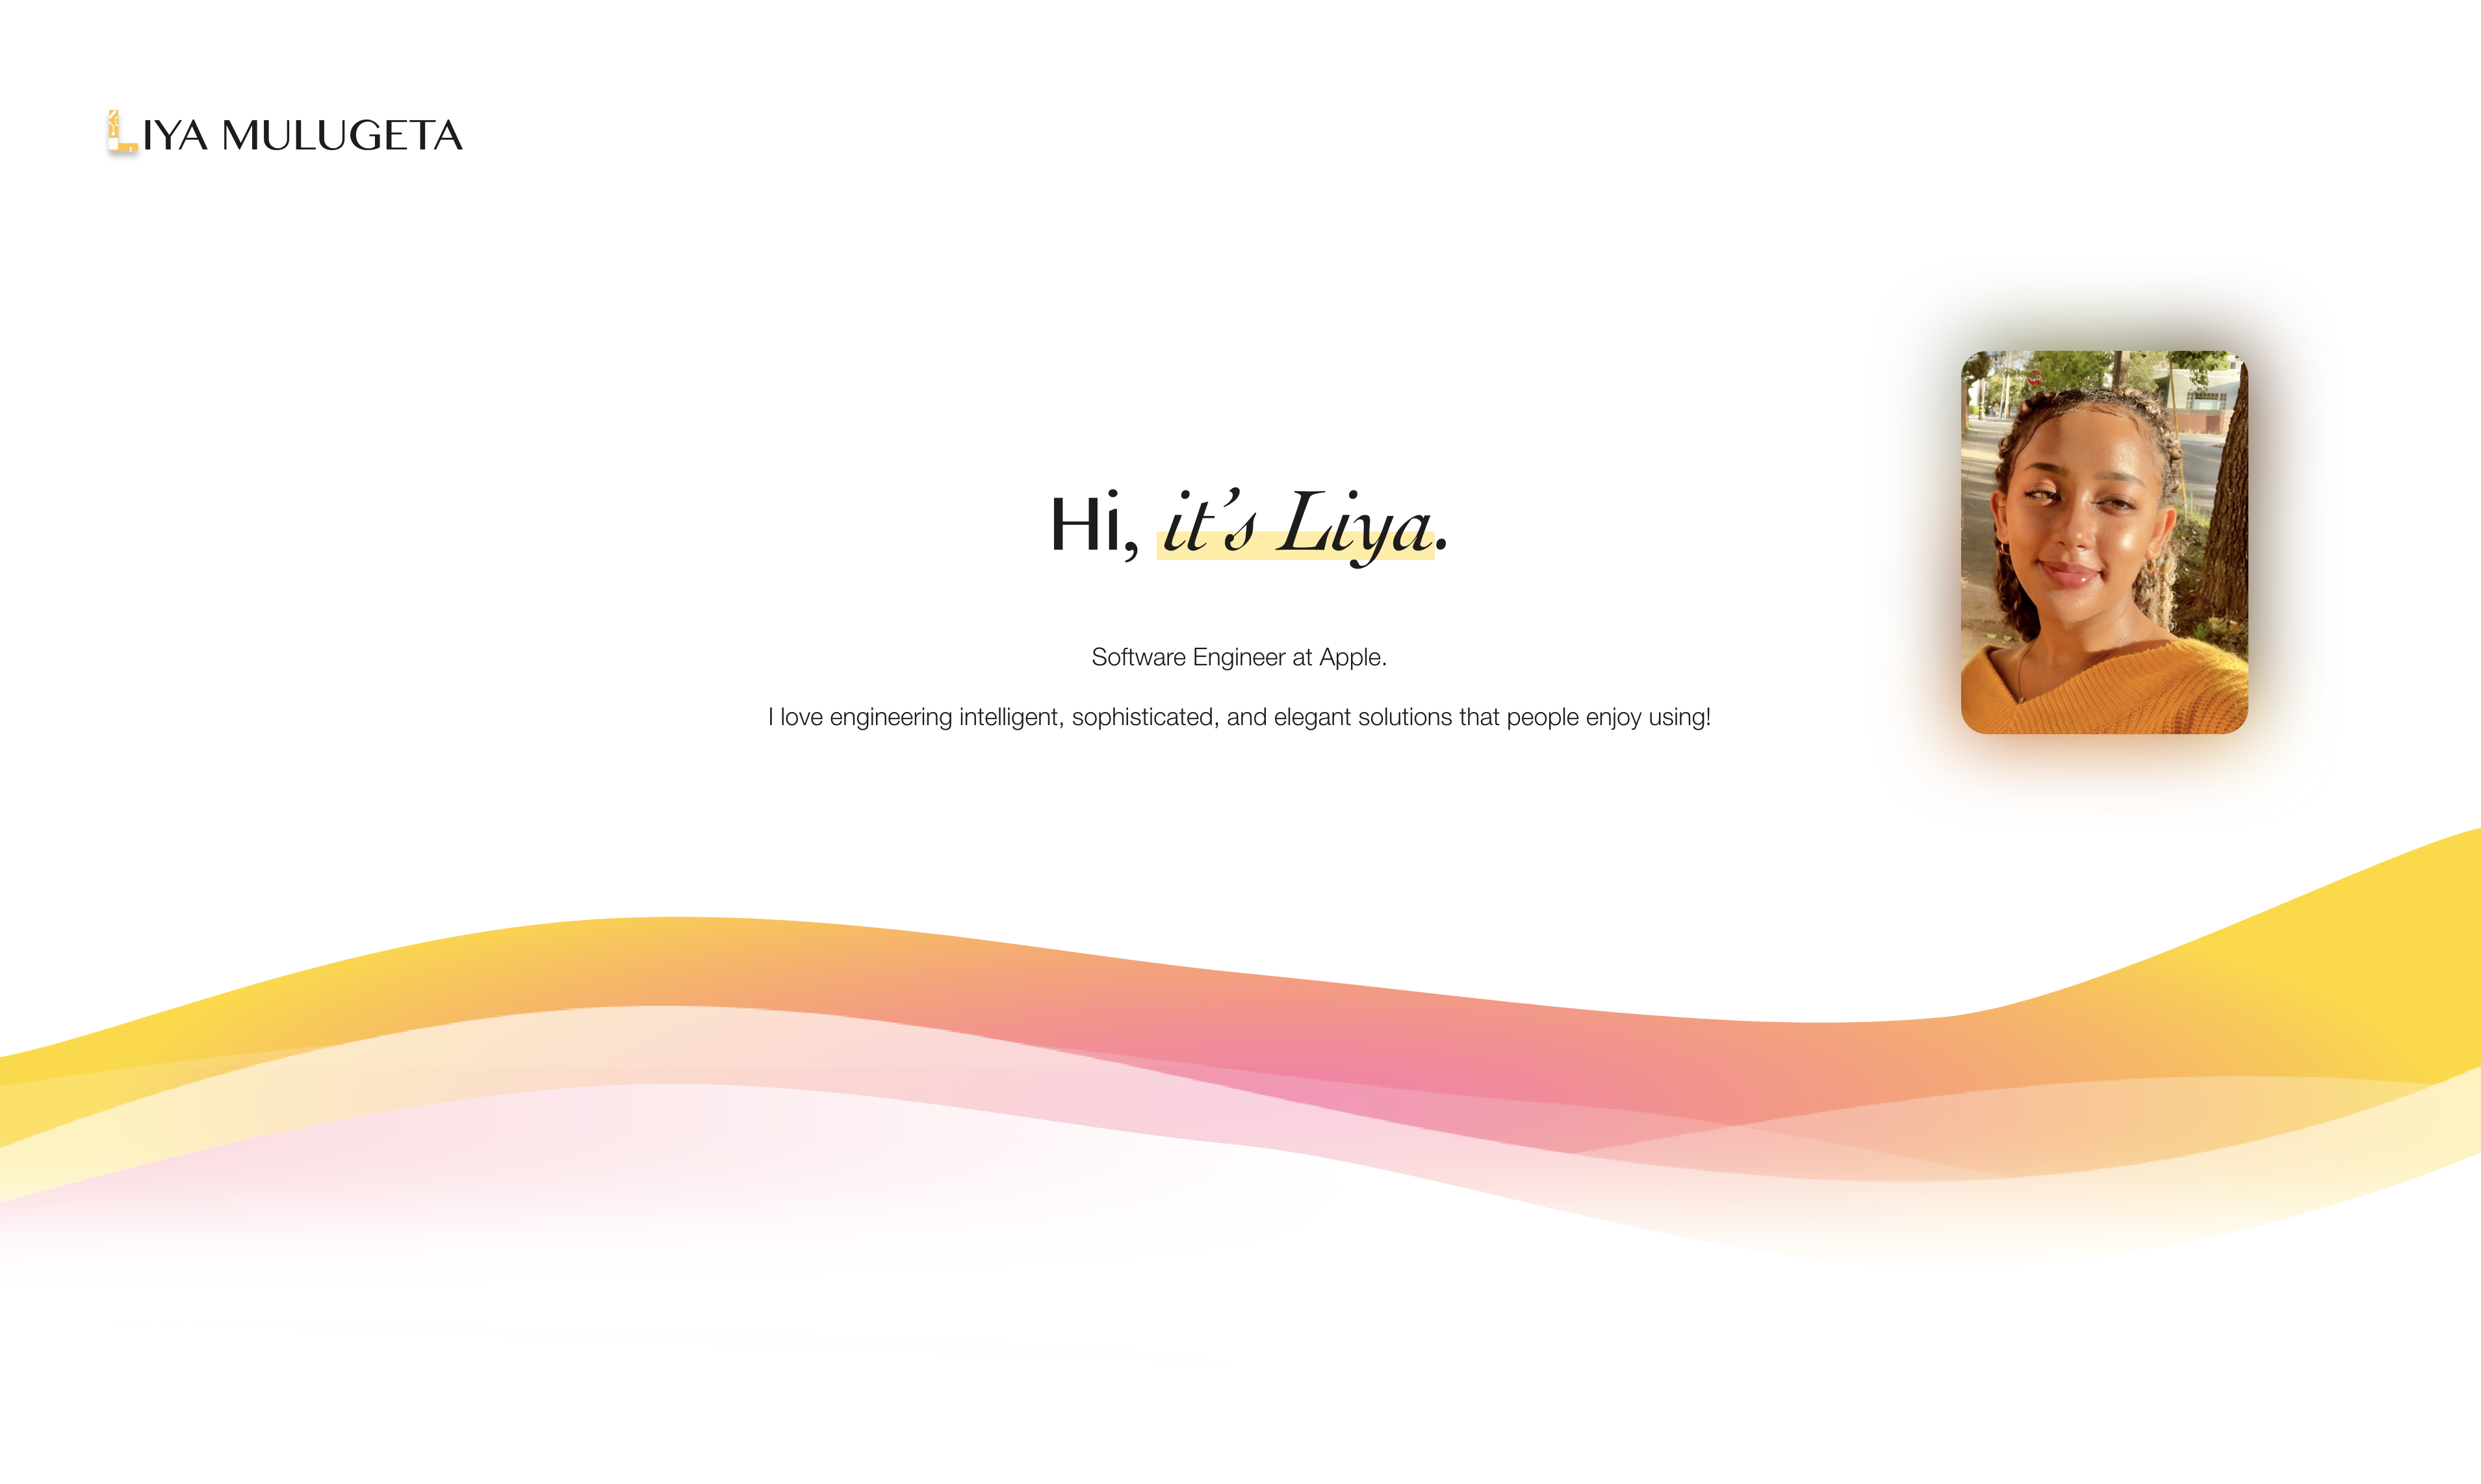 LIYA MULUGETA
Hi, it’s Liya.
Software Engineer at Apple.
I love engineering intelligent, sophisticated, and elegant solutions that people enjoy using!